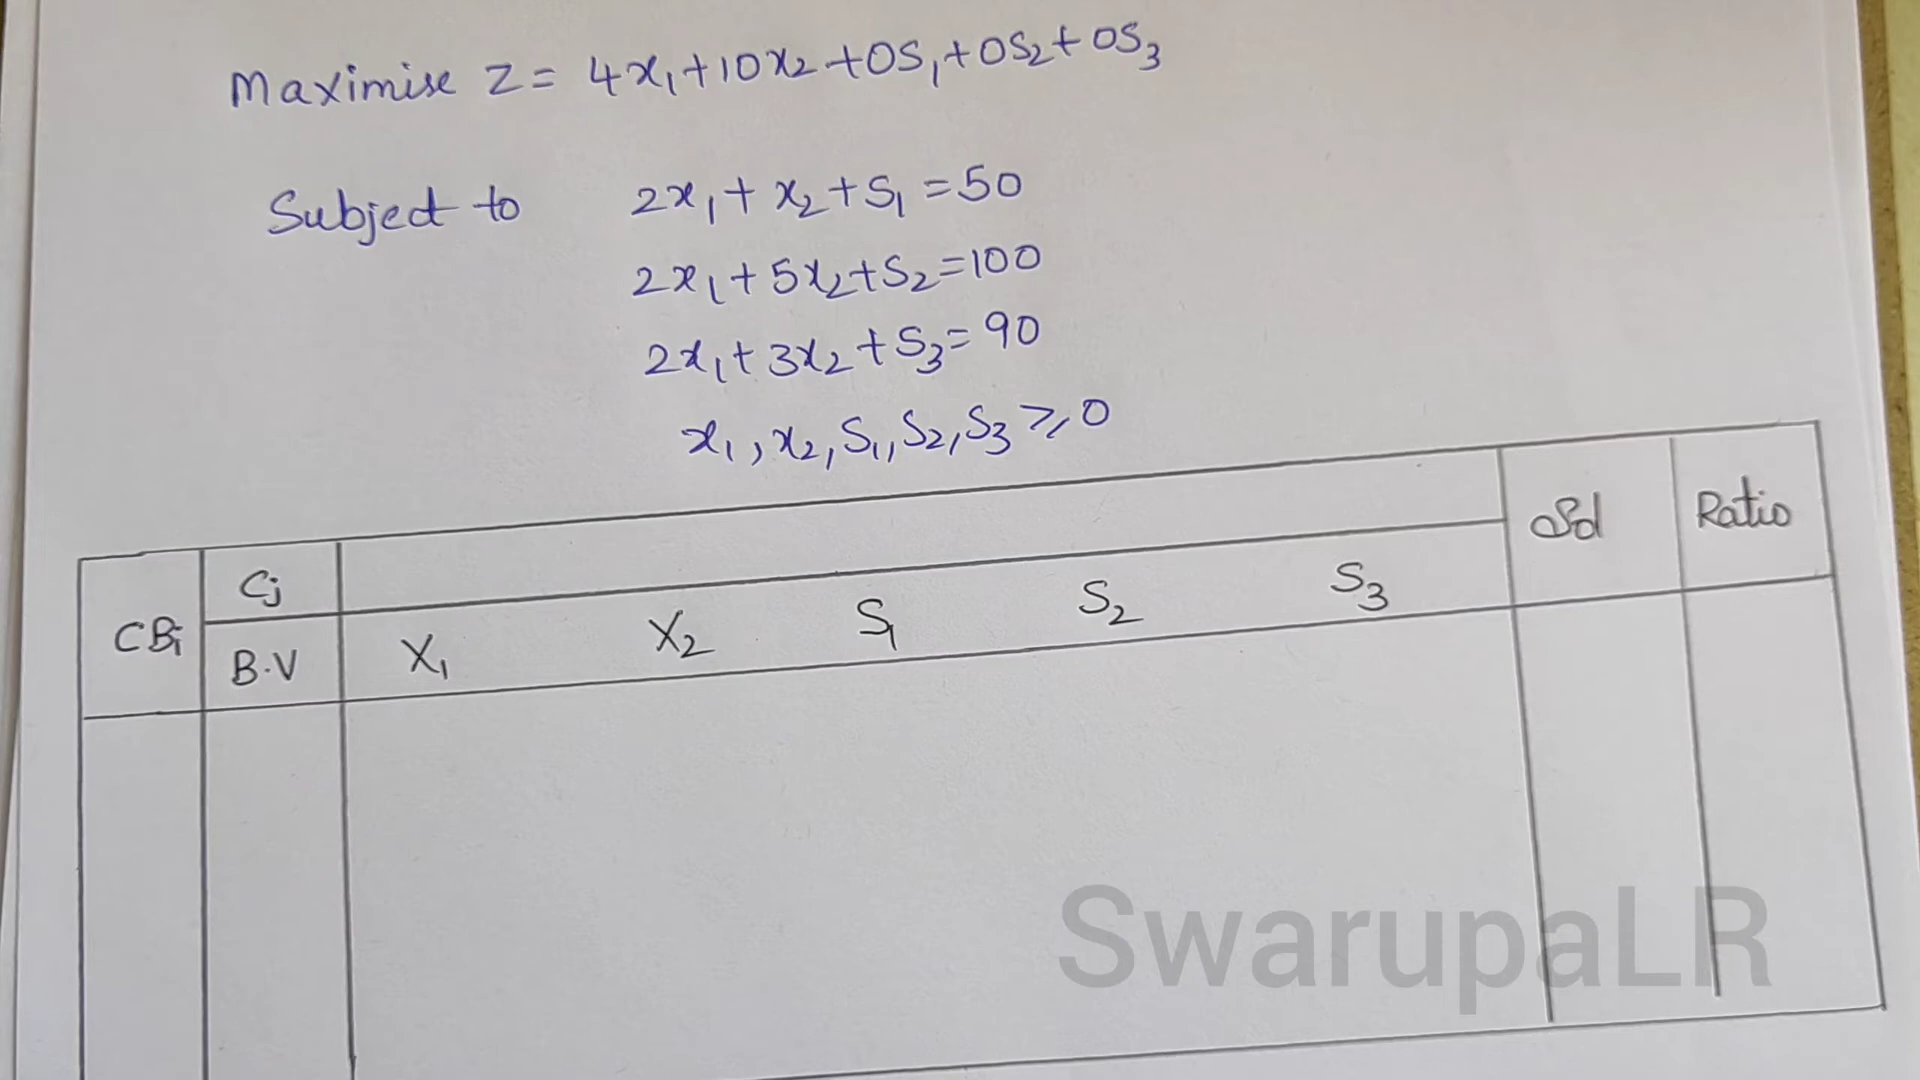 Maximise Z = 4x₁+10x₂+0S₁+0S₂+0S₃
Subject to 2x₁+x₂+S₁=50
2x₁+5x₂+S₂=100
2x₁+3x₂+S₃=90
x₁,x₂,S₁,S₂,S₃≥0
CBi Cj Sol Ratio
B.V X₁ X₂ S₁ S₂ S₃
SwarupaLR